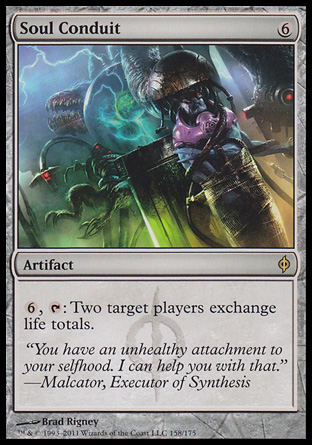 Soul Conduit 6
Artifact
6, : Two target players exchange
life totals.
“You have an unhealthy attachment to
your selfhood. I can help you with that.”
—Malcator, Executor of Synthesis
Brad Rigney
™ & © 1993–2011 Wizards of the Coast LLC 158/175